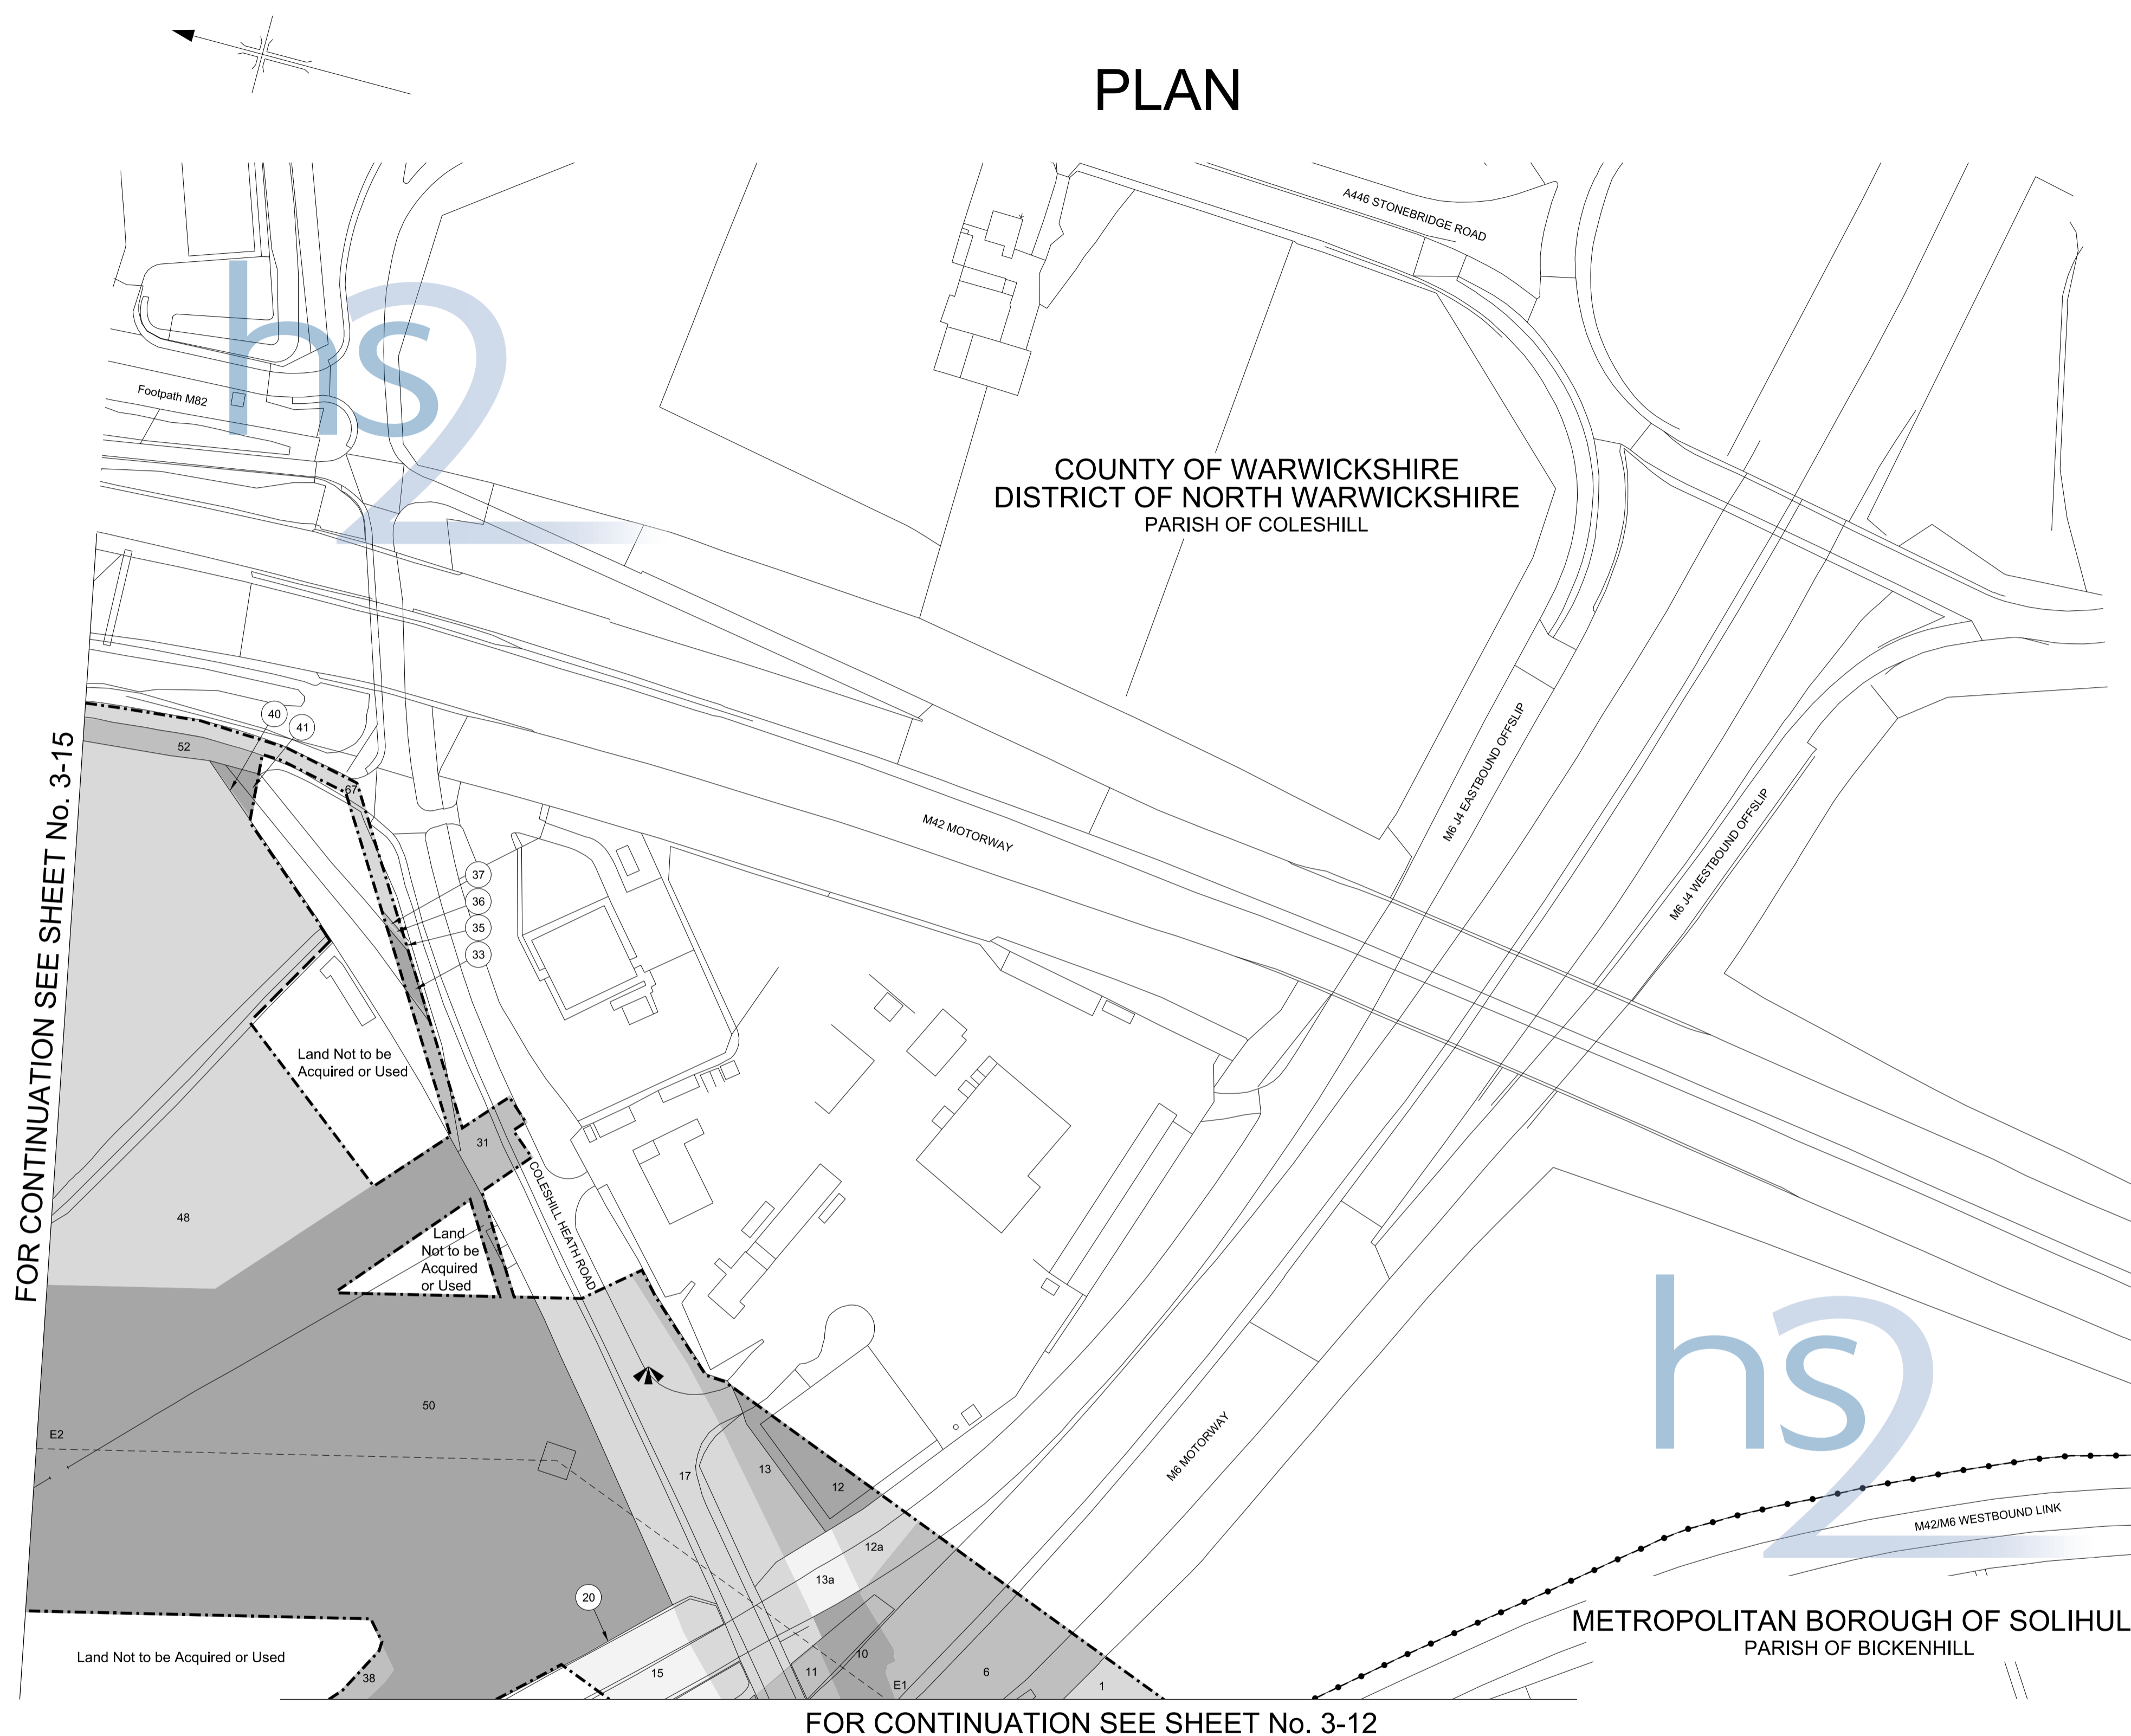 PLAN
A446 STONEBRIDGE ROAD
hs2
Footpath M82
COUNTY OF WARWICKSHIRE
DISTRICT OF NORTH WARWICKSHIRE
PARISH OF COLESHILL
FOR CONTINUATION SEE SHEET No. 3-15
40
41
52
67
M42 MOTORWAY
M6 J4 EASTBOUND OFFSLIP
M6 J4 WESTBOUND OFFSLIP
37
36
35
33
Land Not to be
Acquired or Used
31
COLESHILL HEATH ROAD
48
Land
Not to be
Acquired
or Used
50
E2
17
13
12
M6 MOTORWAY
hs2
M42/M6 WESTBOUND LINK
12a
13a
20
METROPOLITAN BOROUGH OF SOLIHUL
PARISH OF BICKENHILL
Land Not to be Acquired or Used
38
15
11
10
E1
6
1
FOR CONTINUATION SEE SHEET No. 3-12